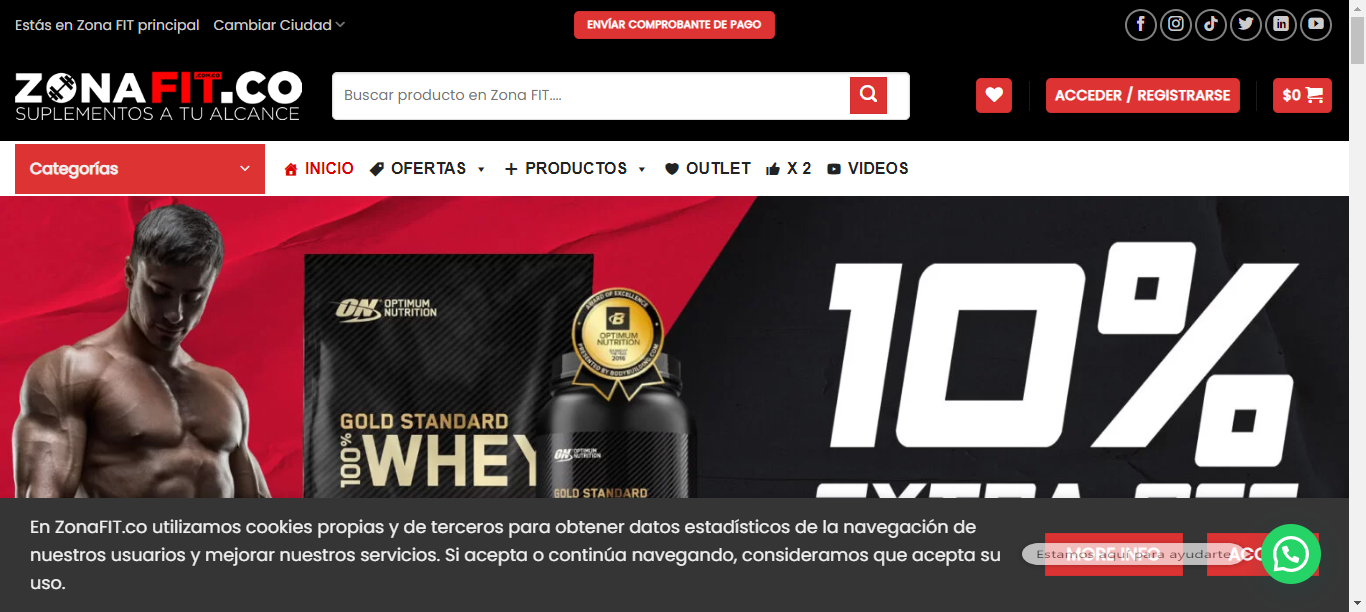 Estás en Zona FIT principal Cambiar Ciudad
ENVÍAR COMPROBANTE DE PAGO
ZONAFIT.CO
.COM.CO
SUPLEMENTOS A TU ALCANCE
Buscar producto en Zona FIT....
ACCEDER / REGISTRARSE
$0
Categorías
INICIO OFERTAS PRODUCTOS OUTLET X 2 VIDEOS
10%
EXTRA OFF
ON OPTIMUM
NUTRITION
AWARD OF EXCELLENCE
B
OPTIMUM
NUTRITION
2016
PRESENTED BY BODYBUILDING.COM
GOLD STANDARD
100% WHEY
ON OPTIMUM
NUTRITION
GOLD STANDARD
En ZonaFIT.co utilizamos cookies propias y de terceros para obtener datos estadísticos de la navegación de
nuestros usuarios y mejorar nuestros servicios. Si acepta o continúa navegando, consideramos que acepta su
uso.
MORE INFO
Estamos aquí para ayudarte